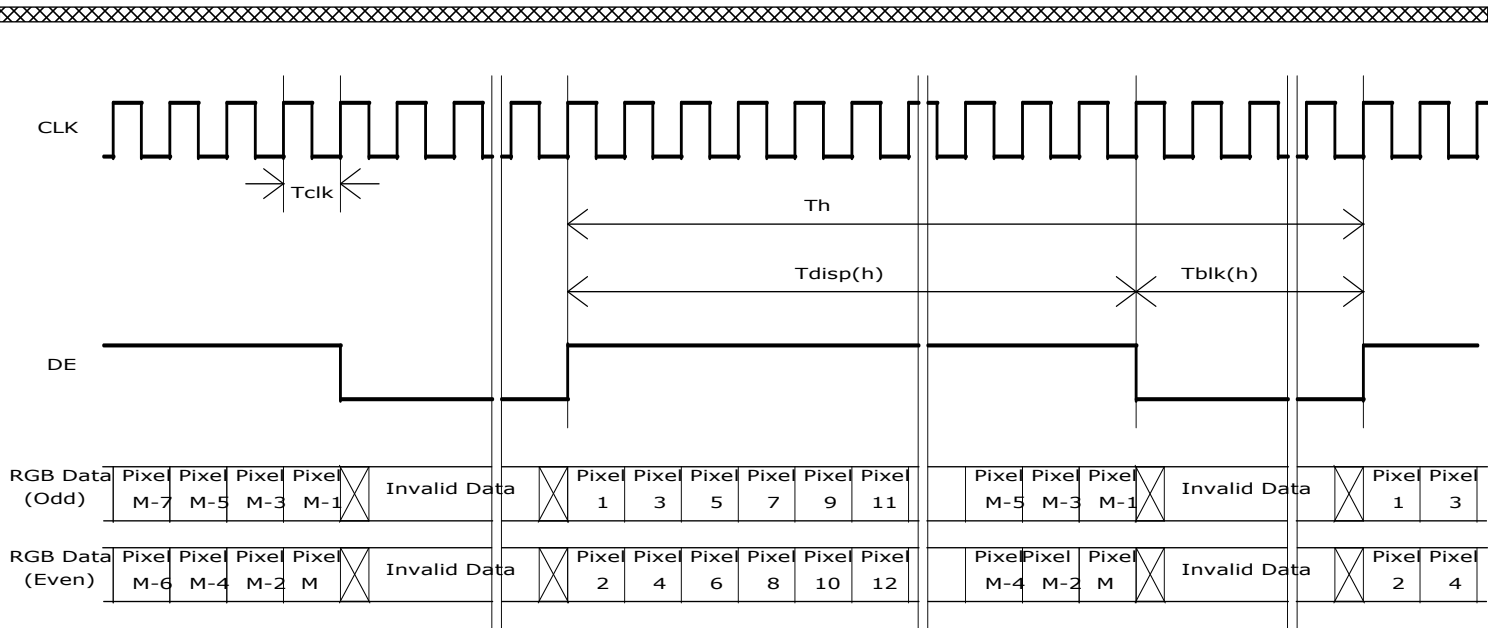 CLK
Tclk
Th
Tdisp(h) Tblk(h)
DE
RGB Data (Odd) Pixel M-7 Pixel M-5 Pixel M-3 Pixel M-1 Invalid Data Pixel 1 Pixel 3 Pixel 5 Pixel 7 Pixel 9 Pixel 11 Pixel M-5 Pixel M-3 Pixel M-1 Invalid Data Pixel 1 Pixel 3
RGB Data (Even) Pixel M-6 Pixel M-4 Pixel M-2 Pixel M Invalid Data Pixel 2 Pixel 4 Pixel 6 Pixel 8 Pixel 10 Pixel 12 Pixel M-4 Pixel M-2 Pixel M Invalid Data Pixel 2 Pixel 4